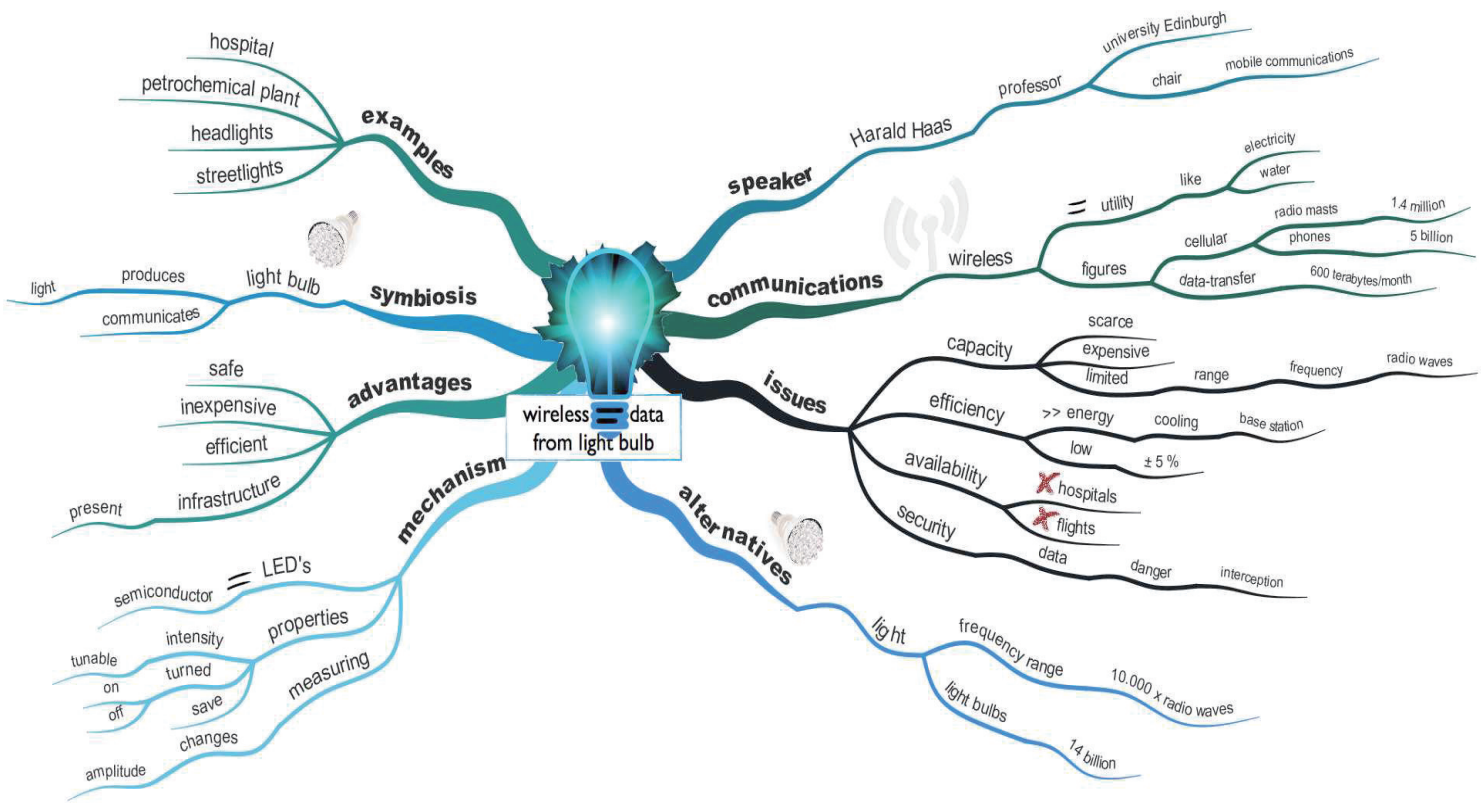 wireless = data
from light bulb
speaker
Harald Haas
professor
university Edinburgh
chair
mobile communications
communications
wireless
= utility
like
electricity
water
figures
cellular
radio masts
1.4 million
phones
5 billion
data-transfer
600 terabytes/month
issues
capacity
scarce
expensive
limited
range
frequency
radio waves
efficiency
>> energy
cooling
base station
low
± 5 %
availability
X hospitals
X flights
security
data
danger
interception
alternatives
light
frequency range
10.000 x radio waves
light bulbs
14 billion
mechanism
= LED's
semiconductor
properties
intensity
tunable
turned
on
off
save
measuring
changes
amplitude
advantages
safe
inexpensive
efficient
infrastructure
present
symbiosis
light bulb
produces
light
communicates
examples
hospital
petrochemical plant
headlights
streetlights